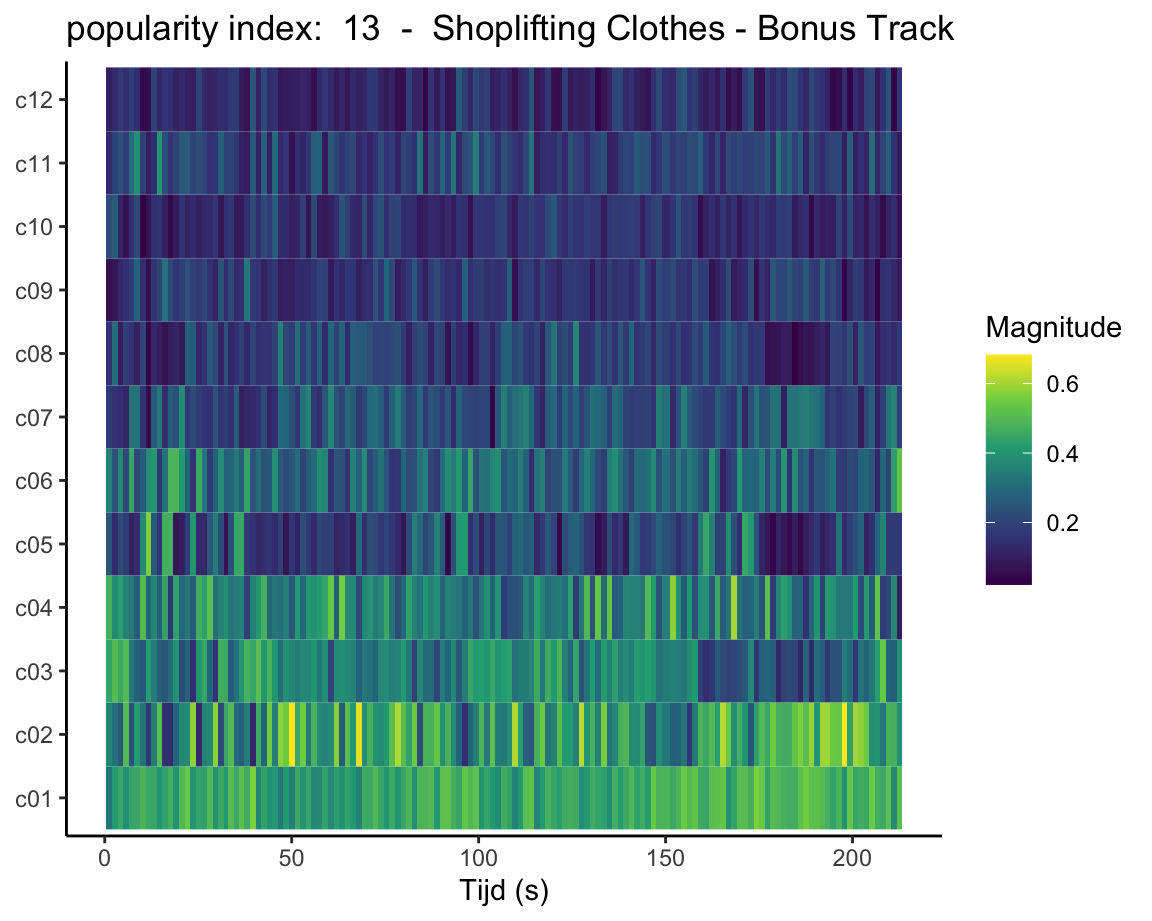 popularity index:  13  -  Shoplifting Clothes - Bonus Track
c12
c11
c10
c09
c08
c07
c06
c05
c04
c03
c02
c01
0 50 100 150 200
Tijd (s)
Magnitude
0.6
0.4
0.2